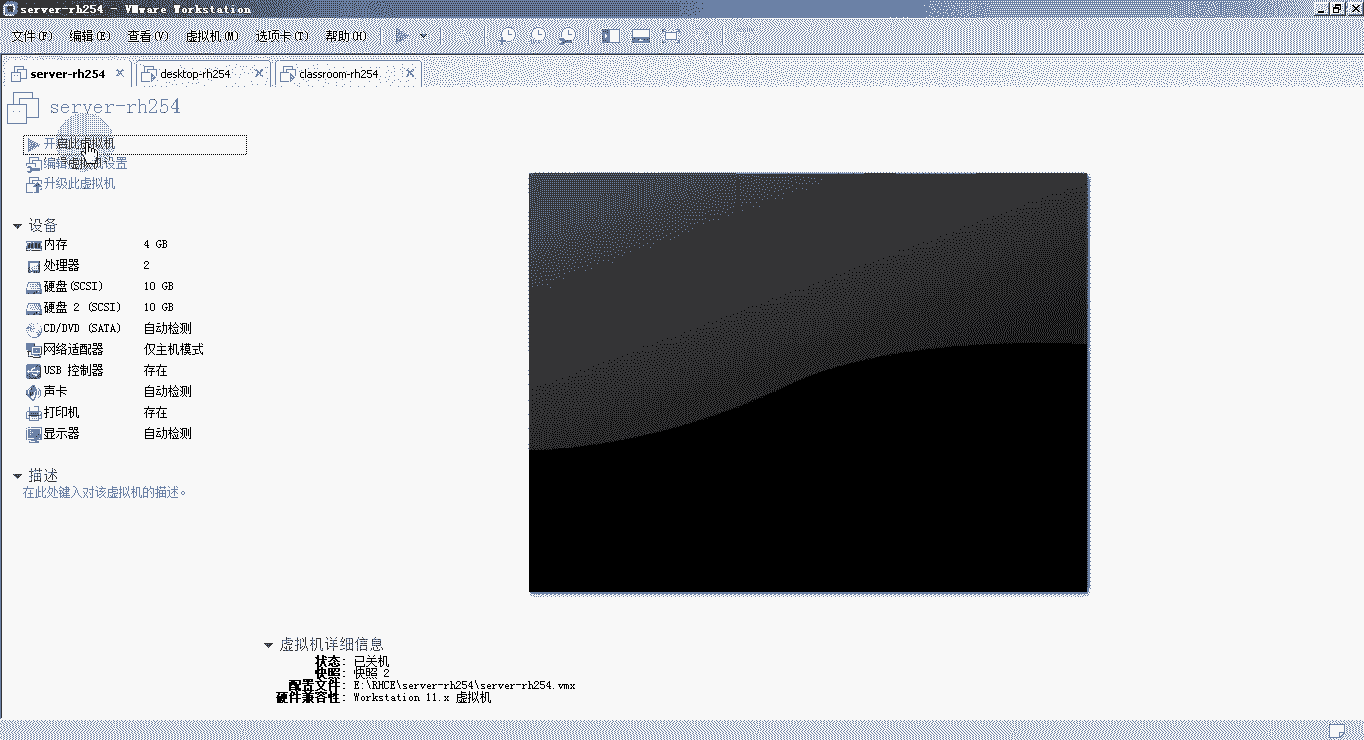 server-rh254 - VMware Workstation
文件(F) 编辑(E) 查看(V) 虚拟机(M) 选项卡(T) 帮助(H)
server-rh254 desktop-rh254 classroom-rh254
server-rh254
开启此虚拟机
编辑虚拟机设置
升级此虚拟机
设备
内存 4 GB
处理器 2
硬盘(SCSI) 10 GB
硬盘 2 (SCSI) 10 GB
CD/DVD (SATA) 自动检测
网络适配器 仅主机模式
USB 控制器 存在
声卡 自动检测
打印机 存在
显示器 自动检测
描述
在此处键入对该虚拟机的描述。
虚拟机详细信息
状态: 已关机
快照: 快照 2
配置文件: E:\RHCE\server-rh254\server-rh254.vmx
硬件兼容性: Workstation 11.x 虚拟机